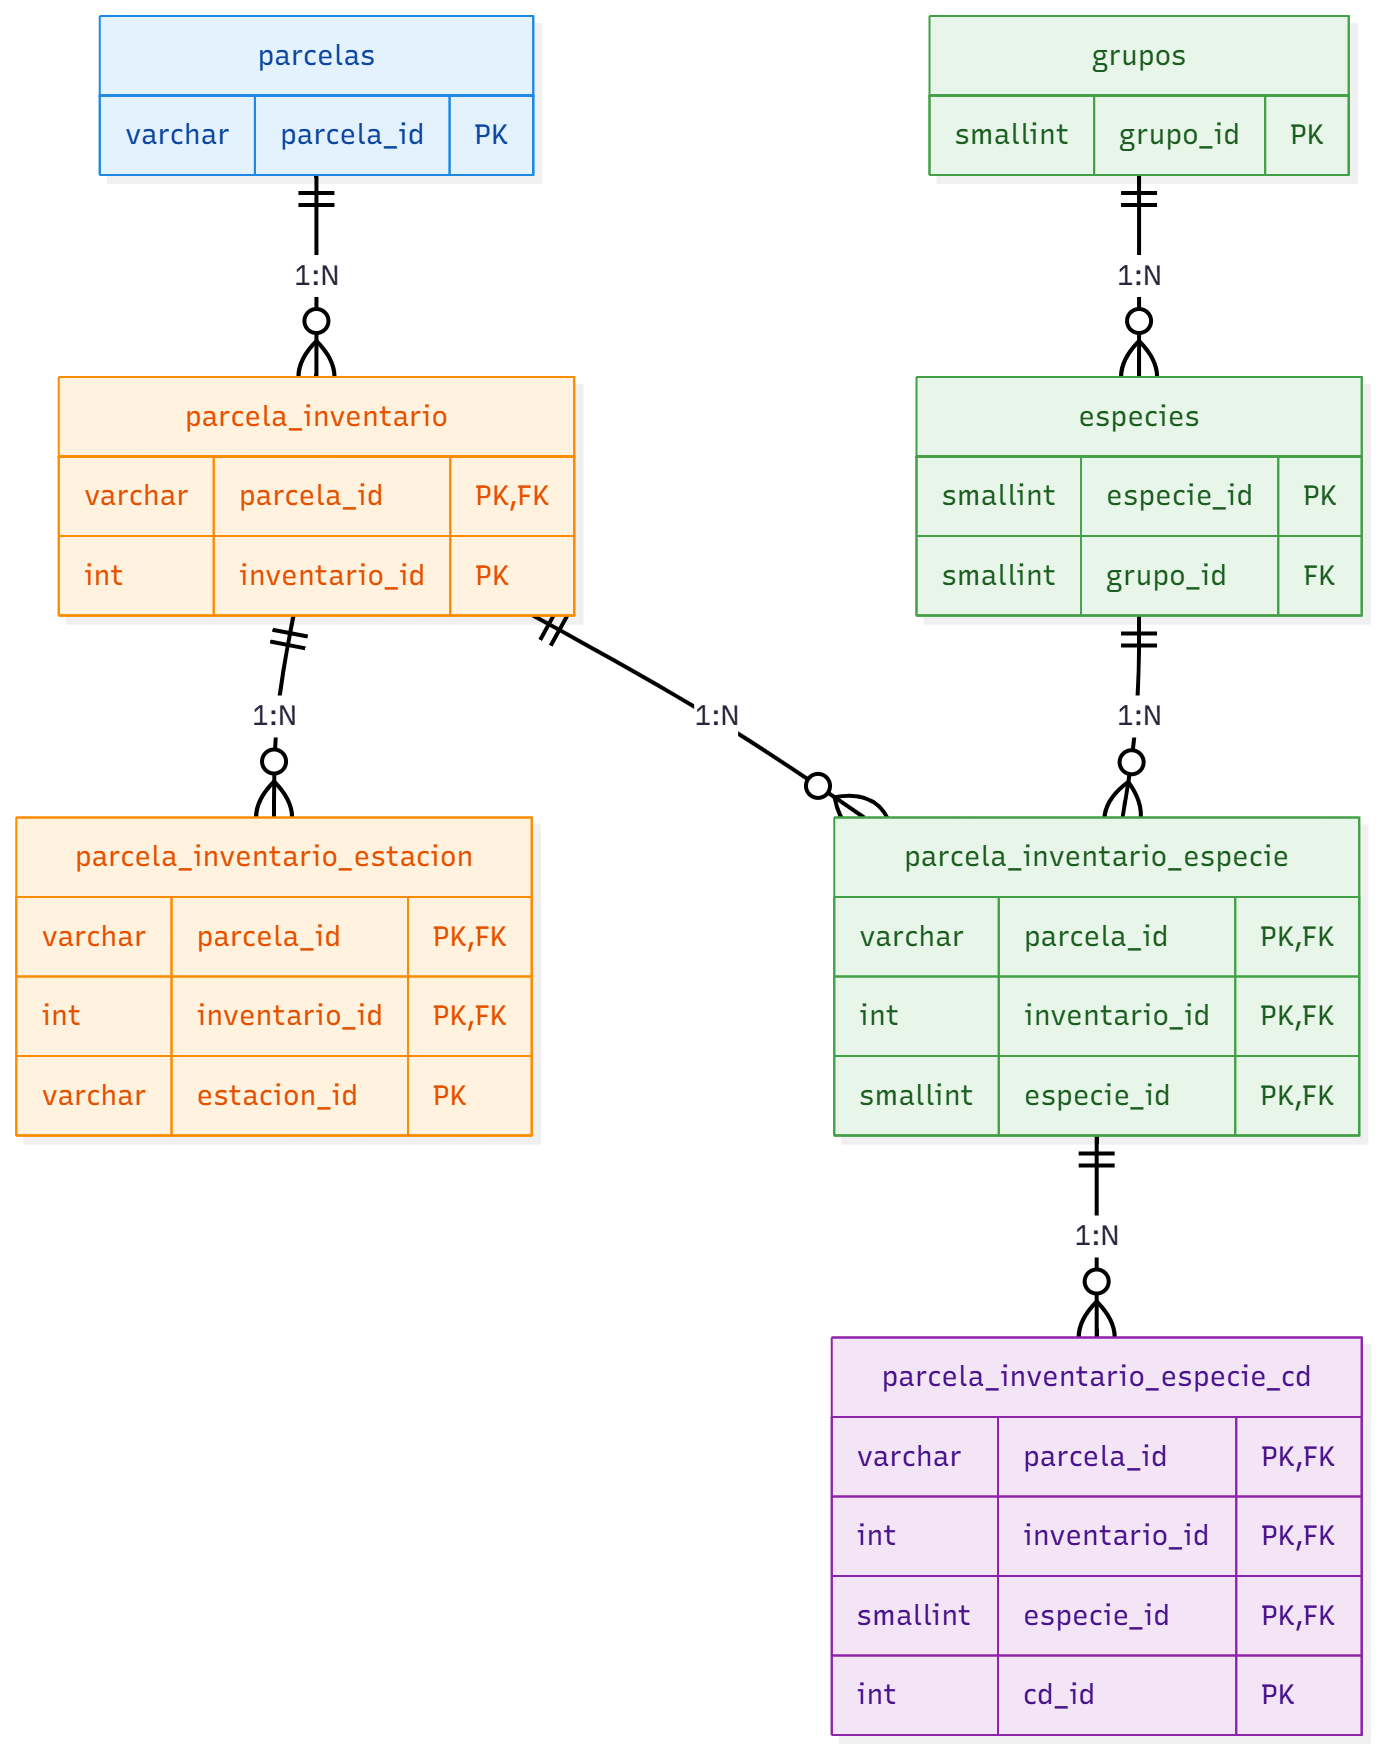 parcelas
varchar parcela_id PK
grupos
smallint grupo_id PK
1:N
1:N
parcela_inventario
varchar parcela_id PK,FK
int inventario_id PK
especies
smallint especie_id PK
smallint grupo_id FK
1:N
1:N
1:N
parcela_inventario_estacion
varchar parcela_id PK,FK
int inventario_id PK,FK
varchar estacion_id PK
parcela_inventario_especie
varchar parcela_id PK,FK
int inventario_id PK,FK
smallint especie_id PK,FK
1:N
parcela_inventario_especie_cd
varchar parcela_id PK,FK
int inventario_id PK,FK
smallint especie_id PK,FK
int cd_id PK